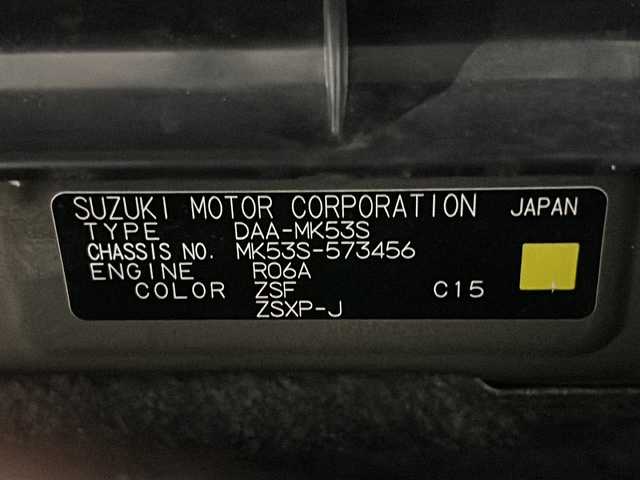 SUZUKI MOTOR CORPORATION JAPAN
TYPE DAA-MK53S
CHASSIS NO. MK53S-573456
ENGINE R06A
COLOR ZSF C15
ZSXP-J